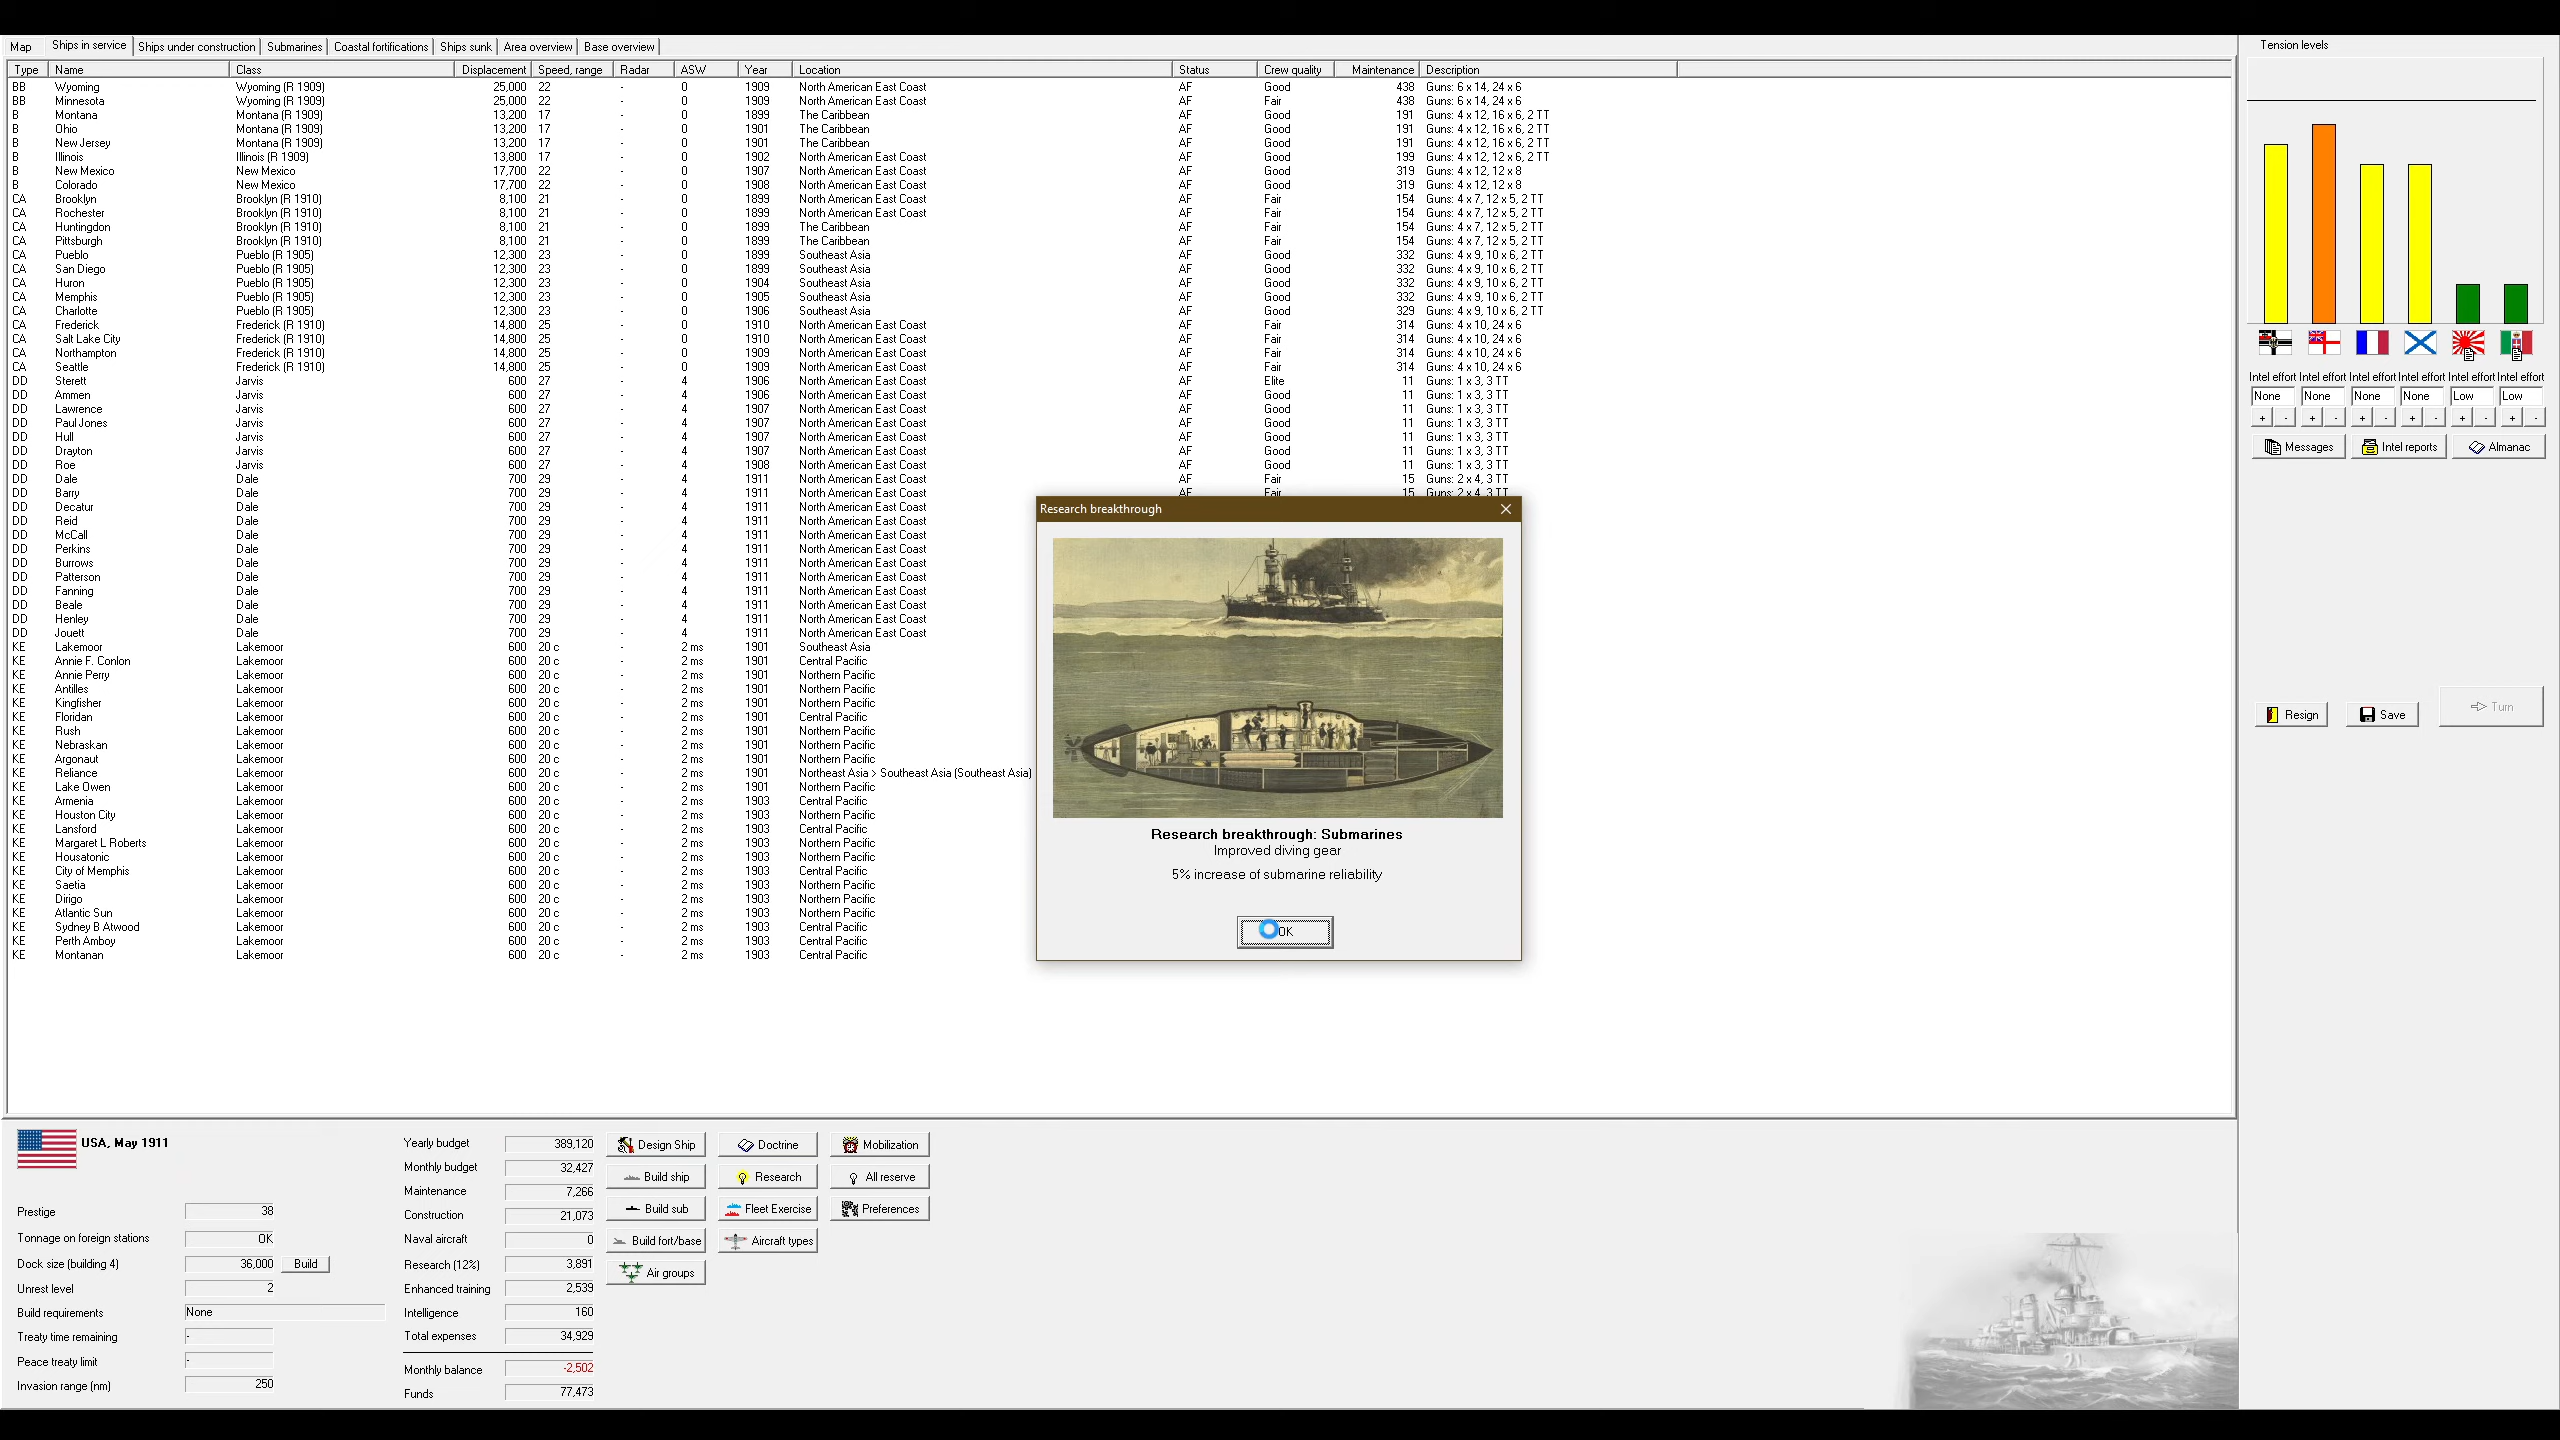 Map Ships in service Ships under construction Submarines Coastal fortifications Ships sunk Area overview Base overview
Type Name Class Displacement Speed, range Radar ASW Year Location Status Crew quality Maintenance Description
BB Wyoming Wyoming (R 1909) 25,000 22 - 0 1909 North American East Coast AF Good 438 Guns: 6 x 14, 24 x 6
BB Minnesota Wyoming (R 1909) 25,000 22 - 0 1909 North American East Coast AF Fair 438 Guns: 6 x 14, 24 x 6
B Montana Montana (R 1909) 13,200 17 - 0 1899 The Caribbean AF Good 191 Guns: 4 x 12, 16 x 6, 2 TT
B Ohio Montana (R 1909) 13,200 17 - 0 1901 The Caribbean AF Good 191 Guns: 4 x 12, 16 x 6, 2 TT
B New Jersey Montana (R 1909) 13,200 17 - 0 1901 The Caribbean AF Good 191 Guns: 4 x 12, 16 x 6, 2 TT
B Illinois Illinois (R 1909) 13,800 17 - 0 1902 North American East Coast AF Good 199 Guns: 4 x 12, 12 x 6, 2 TT
B New Mexico New Mexico 17,700 22 - 0 1907 North American East Coast AF Good 319 Guns: 4 x 12, 12 x 8
B Colorado New Mexico 17,700 22 - 0 1908 North American East Coast AF Good 319 Guns: 4 x 12, 12 x 8
CA Brooklyn Brooklyn (R 1910) 8,100 21 - 0 1899 North American East Coast AF Fair 154 Guns: 4 x 7, 12 x 5, 2 TT
CA Rochester Brooklyn (R 1910) 8,100 21 - 0 1899 North American East Coast AF Fair 154 Guns: 4 x 7, 12 x 5, 2 TT
CA Huntingdon Brooklyn (R 1910) 8,100 21 - 0 1899 The Caribbean AF Fair 154 Guns: 4 x 7, 12 x 5, 2 TT
CA Pittsburgh Brooklyn (R 1910) 8,100 21 - 0 1899 The Caribbean AF Fair 154 Guns: 4 x 7, 12 x 5, 2 TT
CA Pueblo Pueblo (R 1905) 12,300 23 - 0 1899 Southeast Asia AF Good 332 Guns: 4 x 9, 10 x 6, 2 TT
CA San Diego Pueblo (R 1905) 12,300 23 - 0 1899 Southeast Asia AF Good 332 Guns: 4 x 9, 10 x 6, 2 TT
CA Huron Pueblo (R 1905) 12,300 23 - 0 1904 Southeast Asia AF Good 332 Guns: 4 x 9, 10 x 6, 2 TT
CA Memphis Pueblo (R 1905) 12,300 23 - 0 1905 Southeast Asia AF Good 332 Guns: 4 x 9, 10 x 6, 2 TT
CA Charlotte Pueblo (R 1905) 12,300 23 - 0 1906 Southeast Asia AF Good 329 Guns: 4 x 9, 10 x 6, 2 TT
CA Frederick Frederick (R 1910) 14,800 25 - 0 1910 North American East Coast AF Fair 314 Guns: 4 x 10, 24 x 6
CA Salt Lake City Frederick (R 1910) 14,800 25 - 0 1910 North American East Coast AF Fair 314 Guns: 4 x 10, 24 x 6
CA Northampton Frederick (R 1910) 14,800 25 - 0 1909 North American East Coast AF Fair 314 Guns: 4 x 10, 24 x 6
CA Seattle Frederick (R 1910) 14,800 25 - 0 1909 North American East Coast AF Fair 314 Guns: 4 x 10, 24 x 6
DD Sterett Jarvis 600 27 - 4 1906 North American East Coast AF Elite 11 Guns: 1 x 3, 3 TT
DD Ammen Jarvis 600 27 - 4 1906 North American East Coast AF Good 11 Guns: 1 x 3, 3 TT
DD Lawrence Jarvis 600 27 - 4 1907 North American East Coast AF Good 11 Guns: 1 x 3, 3 TT
DD Paul Jones Jarvis 600 27 - 4 1907 North American East Coast AF Good 11 Guns: 1 x 3, 3 TT
DD Hull Jarvis 600 27 - 4 1907 North American East Coast AF Good 11 Guns: 1 x 3, 3 TT
DD Drayton Jarvis 600 27 - 4 1907 North American East Coast AF Good 11 Guns: 1 x 3, 3 TT
DD Roe Jarvis 600 27 - 4 1908 North American East Coast AF Good 11 Guns: 1 x 3, 3 TT
DD Dale Dale 700 29 - 4 1911 North American East Coast AF Fair 15 Guns: 2 x 4, 3 TT
DD Barry Dale 700 29 - 4 1911 North American East Coast AF Fair 15 Guns: 2 x 4, 3 TT
DD Decatur Dale 700 29 - 4 1911 North American East Coast
DD Reid Dale 700 29 - 4 1911 North American East Coast
DD McCall Dale 700 29 - 4 1911 North American East Coast
DD Perkins Dale 700 29 - 4 1911 North American East Coast
DD Burrows Dale 700 29 - 4 1911 North American East Coast
DD Patterson Dale 700 29 - 4 1911 North American East Coast
DD Fanning Dale 700 29 - 4 1911 North American East Coast
DD Beale Dale 700 29 - 4 1911 North American East Coast
DD Henley Dale 700 29 - 4 1911 North American East Coast
DD Jouett Dale 700 29 - 4 1911 North American East Coast
KE Lakemoor Lakemoor 600 20 c - 2 ms 1901 Southeast Asia
KE Annie F. Conlon Lakemoor 600 20 c - 2 ms 1901 Central Pacific
KE Annie Perry Lakemoor 600 20 c - 2 ms 1901 Northern Pacific
KE Antilles Lakemoor 600 20 c - 2 ms 1901 Northern Pacific
KE Kingfisher Lakemoor 600 20 c - 2 ms 1901 Northern Pacific
KE Floridan Lakemoor 600 20 c - 2 ms 1901 Central Pacific
KE Rush Lakemoor 600 20 c - 2 ms 1901 Northern Pacific
KE Nebraskan Lakemoor 600 20 c - 2 ms 1901 Northern Pacific
KE Argonaut Lakemoor 600 20 c - 2 ms 1901 Northern Pacific
KE Reliance Lakemoor 600 20 c - 2 ms 1901 Northeast Asia > Southeast Asia (Southeast Asia)
KE Lake Owen Lakemoor 600 20 c - 2 ms 1901 Northern Pacific
KE Armenia Lakemoor 600 20 c - 2 ms 1903 Central Pacific
KE Houston City Lakemoor 600 20 c - 2 ms 1903 Northern Pacific
KE Lansford Lakemoor 600 20 c - 2 ms 1903 Central Pacific
KE Margaret L Roberts Lakemoor 600 20 c - 2 ms 1903 Northern Pacific
KE Housatonic Lakemoor 600 20 c - 2 ms 1903 Northern Pacific
KE City of Memphis Lakemoor 600 20 c - 2 ms 1903 Central Pacific
KE Saetia Lakemoor 600 20 c - 2 ms 1903 Northern Pacific
KE Dirigo Lakemoor 600 20 c - 2 ms 1903 Northern Pacific
KE Atlantic Sun Lakemoor 600 20 c - 2 ms 1903 Northern Pacific
KE Sydney B Atwood Lakemoor 600 20 c - 2 ms 1903 Central Pacific
KE Perth Amboy Lakemoor 600 20 c - 2 ms 1903 Central Pacific
KE Montanan Lakemoor 600 20 c - 2 ms 1903 Central Pacific
Research breakthrough
Research breakthrough: Submarines
Improved diving gear
5% increase of submarine reliability
OK
Tension levels
Intel effort Intel effort Intel effort Intel effort Intel effort Intel effort
None None None None Low Low
+ - + - + - + - + - + -
Messages Intel reports Almanac
Resign Save Turn
USA, May 1911
Prestige 38
Tonnage on foreign stations OK
Dock size (building 4) 36,000 Build
Unrest level 2
Build requirements None
Treaty time remaining -
Peace treaty limit -
Invasion range (nm) 250
Yearly budget 389,120
Monthly budget 32,427
Maintenance 7,266
Construction 21,073
Naval aircraft 0
Research (12%) 3,891
Enhanced training 2,539
Intelligence 160
Total expenses 34,929
Monthly balance -2,502
Funds 77,473
Design Ship Doctrine Mobilization
Build ship Research All reserve
Build sub Fleet Exercise Preferences
Build fort/base Aircraft types
Air groups